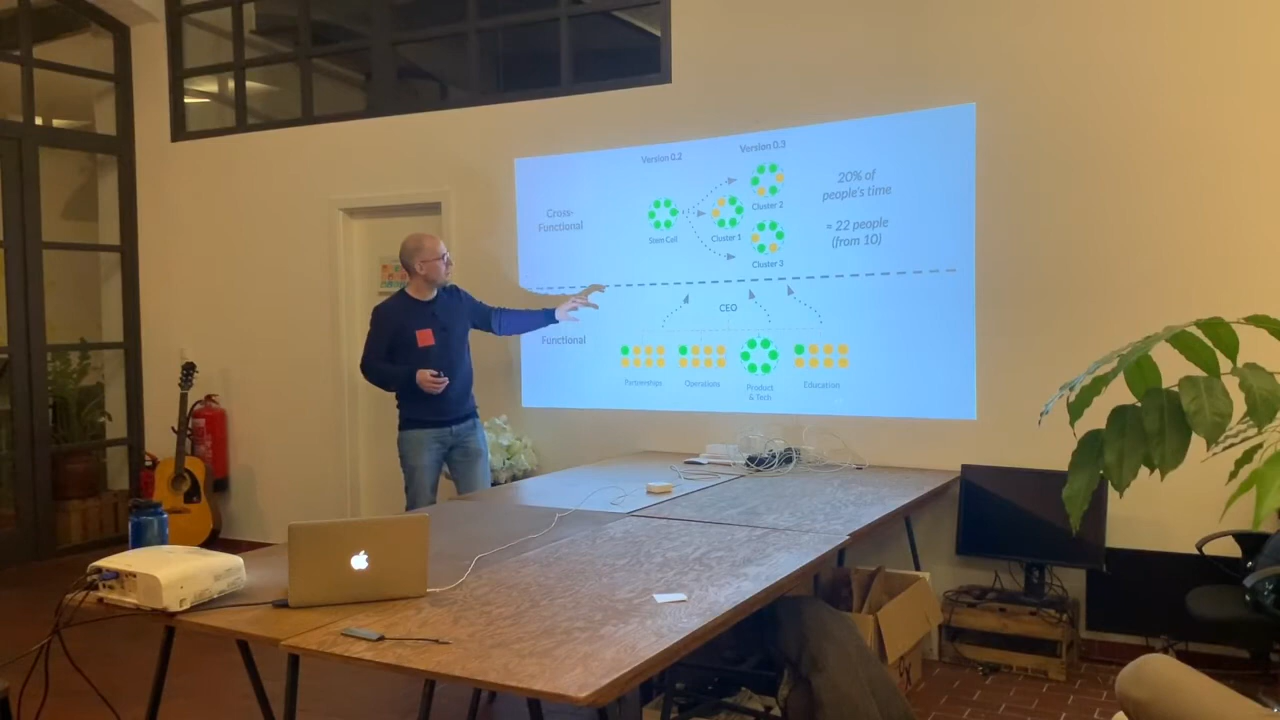 Version 0.2
Version 0.3
20% of
people's time
Cross-
Functional
Cluster 2
≈ 22 people
(from 10)
Stem Cell
Cluster 1
Cluster 3
CEO
Functional
Partnerships
Operations
Product
& Tech
Education